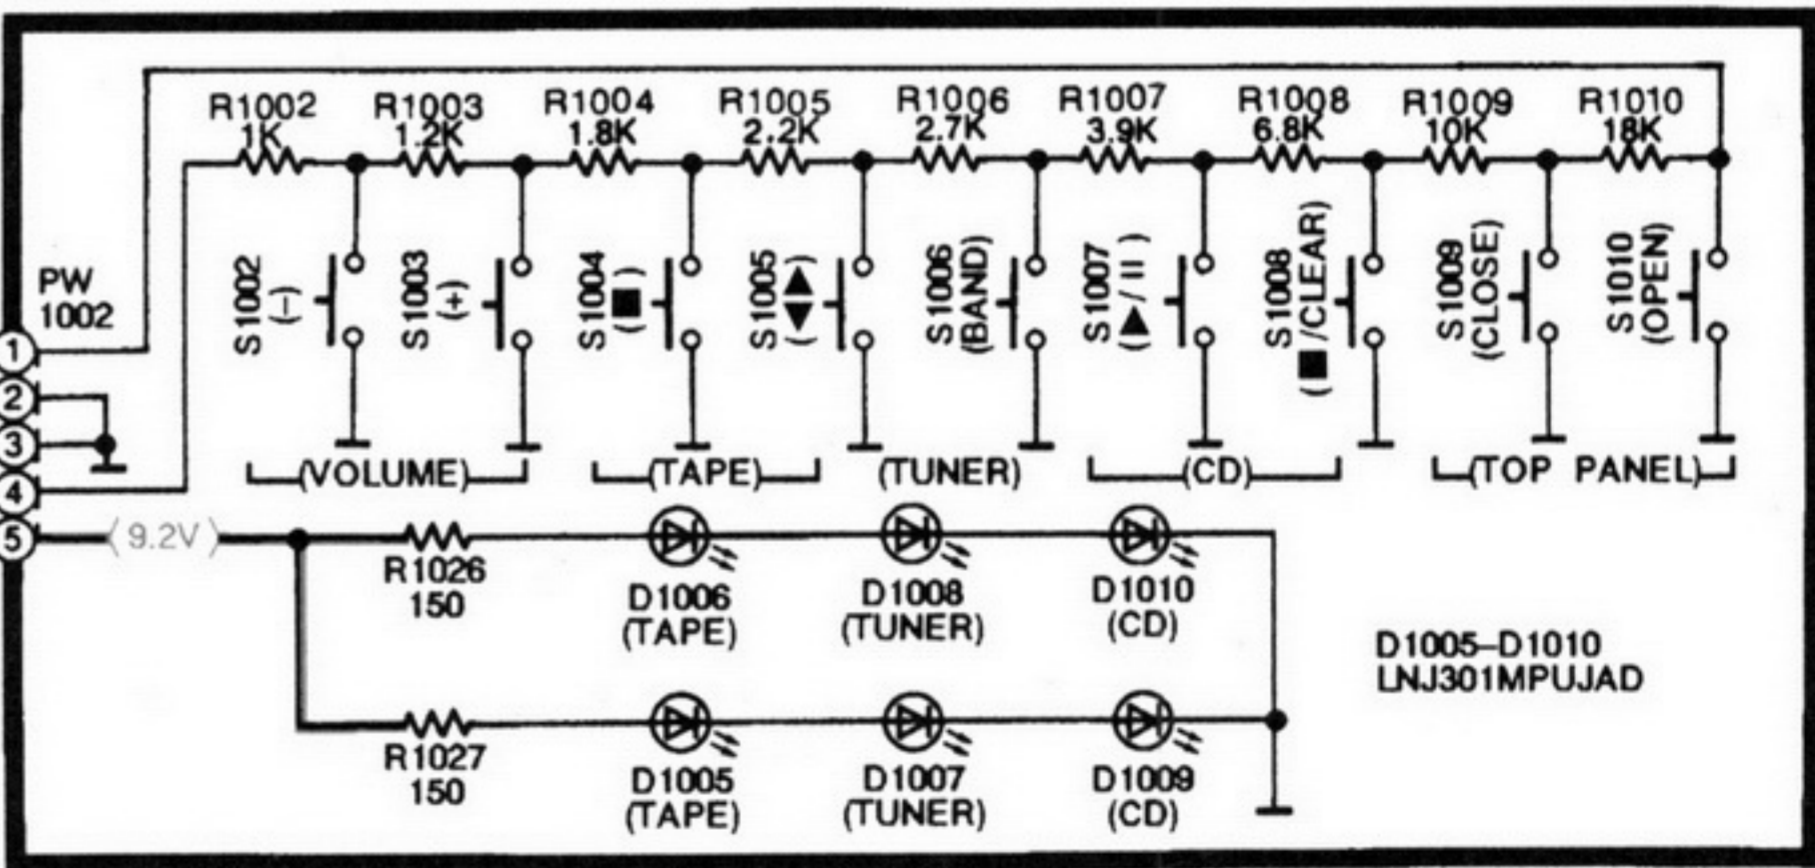 R1002 R1003 R1004 R1005 R1006 R1007 R1008 R1009 R1010
1K 1.2K 1.8K 2.2K 2.7K 3.9K 6.8K 10K 18K
PW
1002
S1002
(–)
S1003
(+)
S1004
(■)
S1005
(▼▲)
S1006
(BAND)
S1007
(▶/II)
S1008
(■/CLEAR)
S1009
(CLOSE)
S1010
(OPEN)
1
2
3
4
5
(VOLUME) (TAPE) (TUNER) (CD) (TOP PANEL)
⟨9.2V⟩
R1026
150
D1006
(TAPE)
D1008
(TUNER)
D1010
(CD)
D1005–D1010
LNJ301MPUJAD
R1027
150
D1005
(TAPE)
D1007
(TUNER)
D1009
(CD)